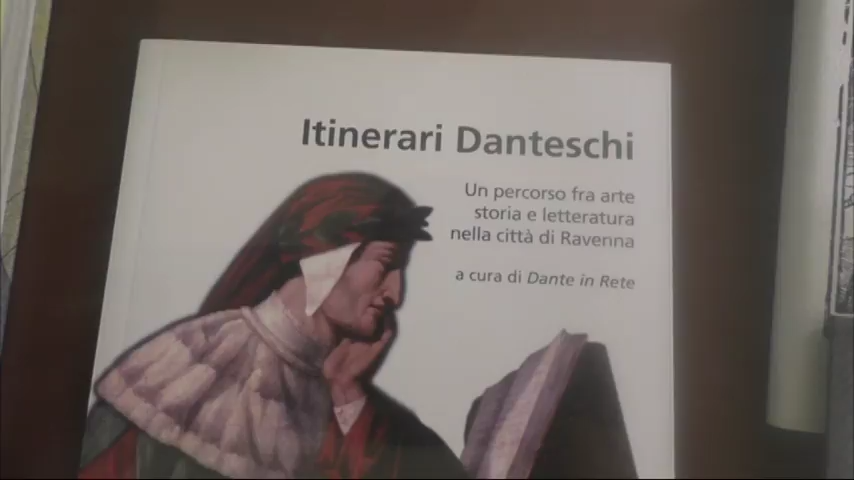 Itinerari Danteschi
Un percorso fra arte
storia e letteratura
nella città di Ravenna
a cura di Dante in Rete